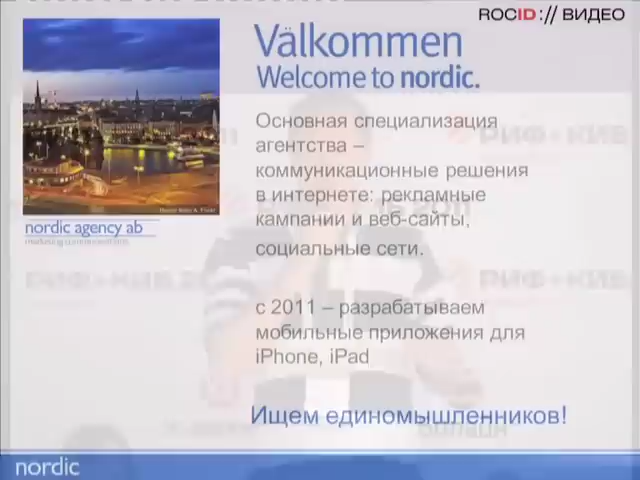 ROCID:// ВИДЕО
Välkommen
Welcome to nordic.
Основная специализация
агентства –
коммуникационные решения
в интернете: рекламные
кампании и веб-сайты,
социальные сети.
nordic agency ab
с 2011 – разрабатываем
мобильные приложения для
iPhone, iPad
Ищем единомышленников!
nordic